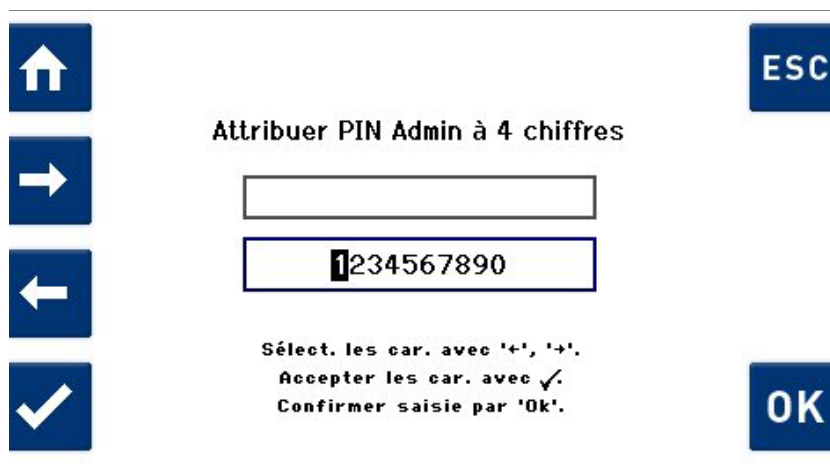 ESC
Attribuer PIN Admin à 4 chiffres
1234567890
Sélect. les car. avec '←', '→'.
Accepter les car. avec ✓.
Confirmer saisie par 'Ok'.
OK